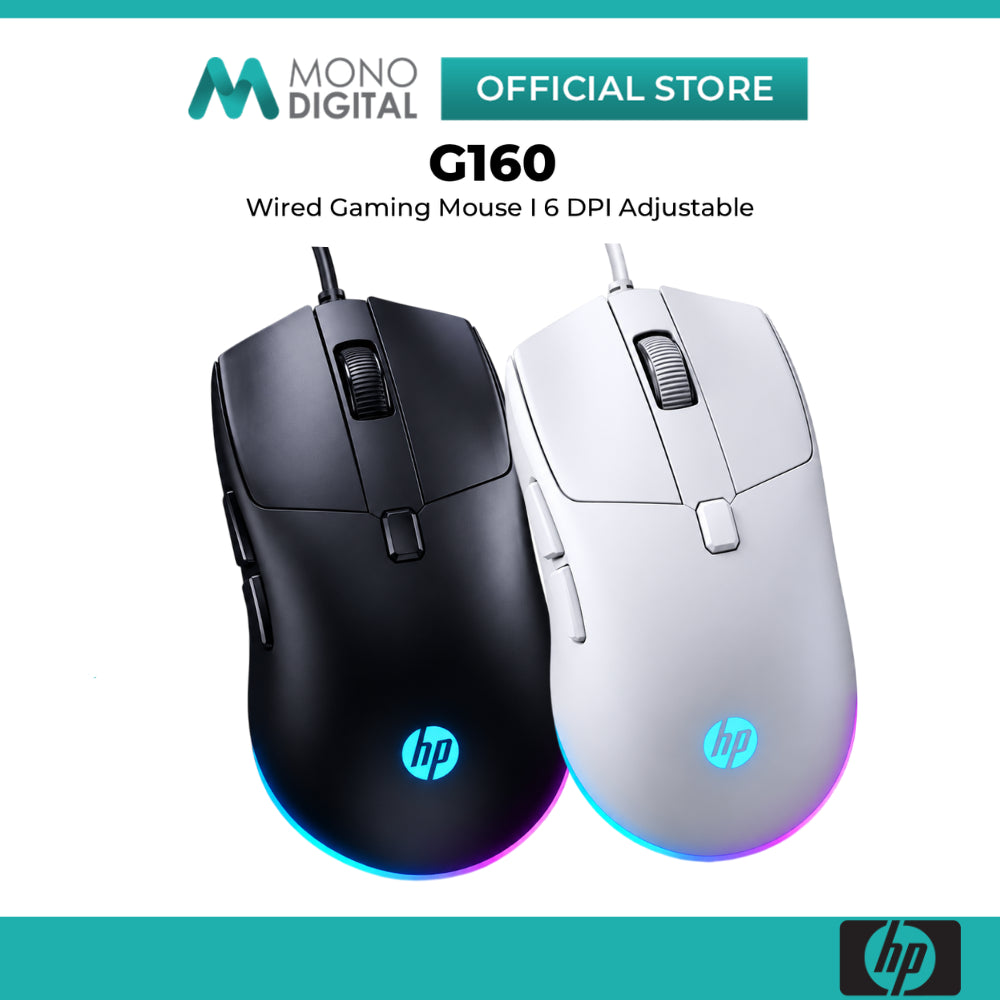 MONO
DIGITAL
OFFICIAL STORE
G160
Wired Gaming Mouse I 6 DPI Adjustable
hp
hp
hp